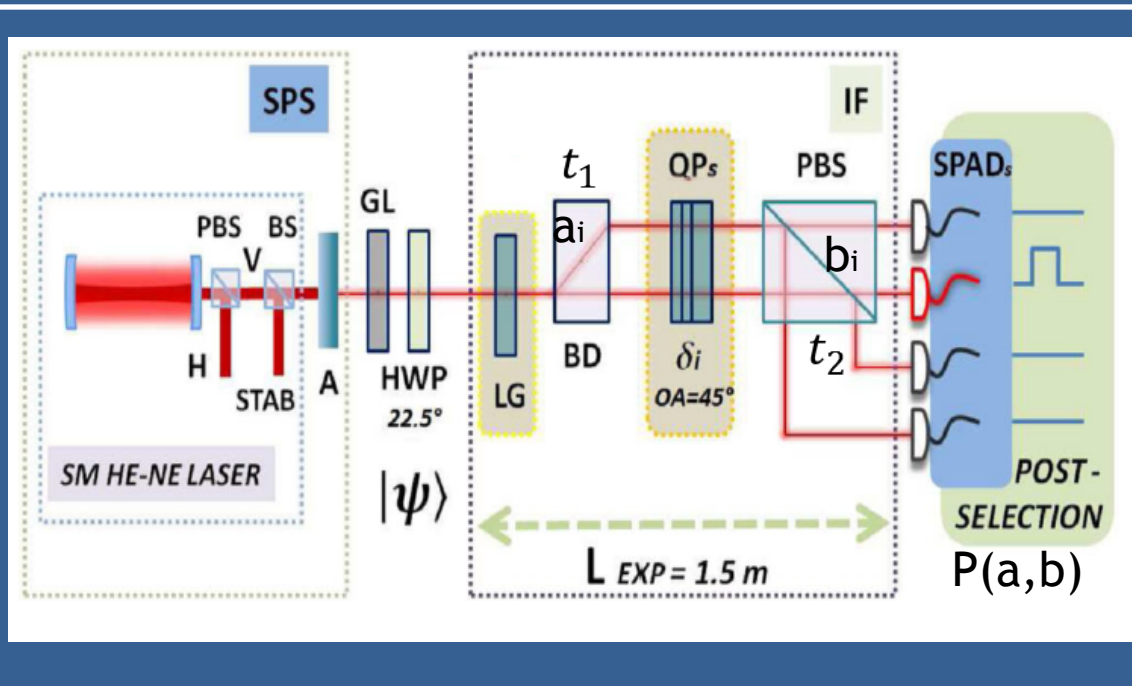 SPS
IF
PBS
BS
V
H
STAB
A
SM HE-NE LASER
GL
HWP
22.5°
|ψ⟩
LG
t₁
aᵢ
BD
QPs
δᵢ
OA=45°
PBS
bᵢ
t₂
L EXP = 1.5 m
SPADs
POST-
SELECTION
P(a,b)